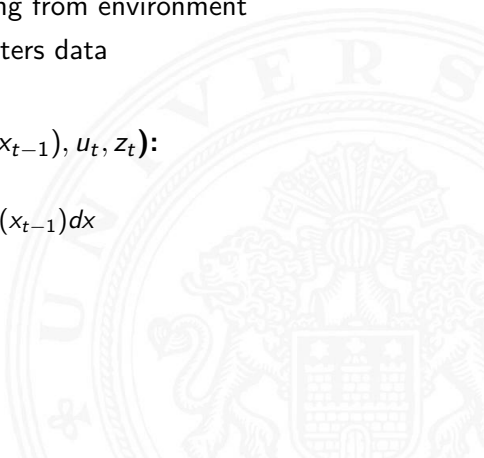 ng from environment
ters data
x_{t−1}), u_t, z_t):
(x_{t−1})dx
U N I V E R S